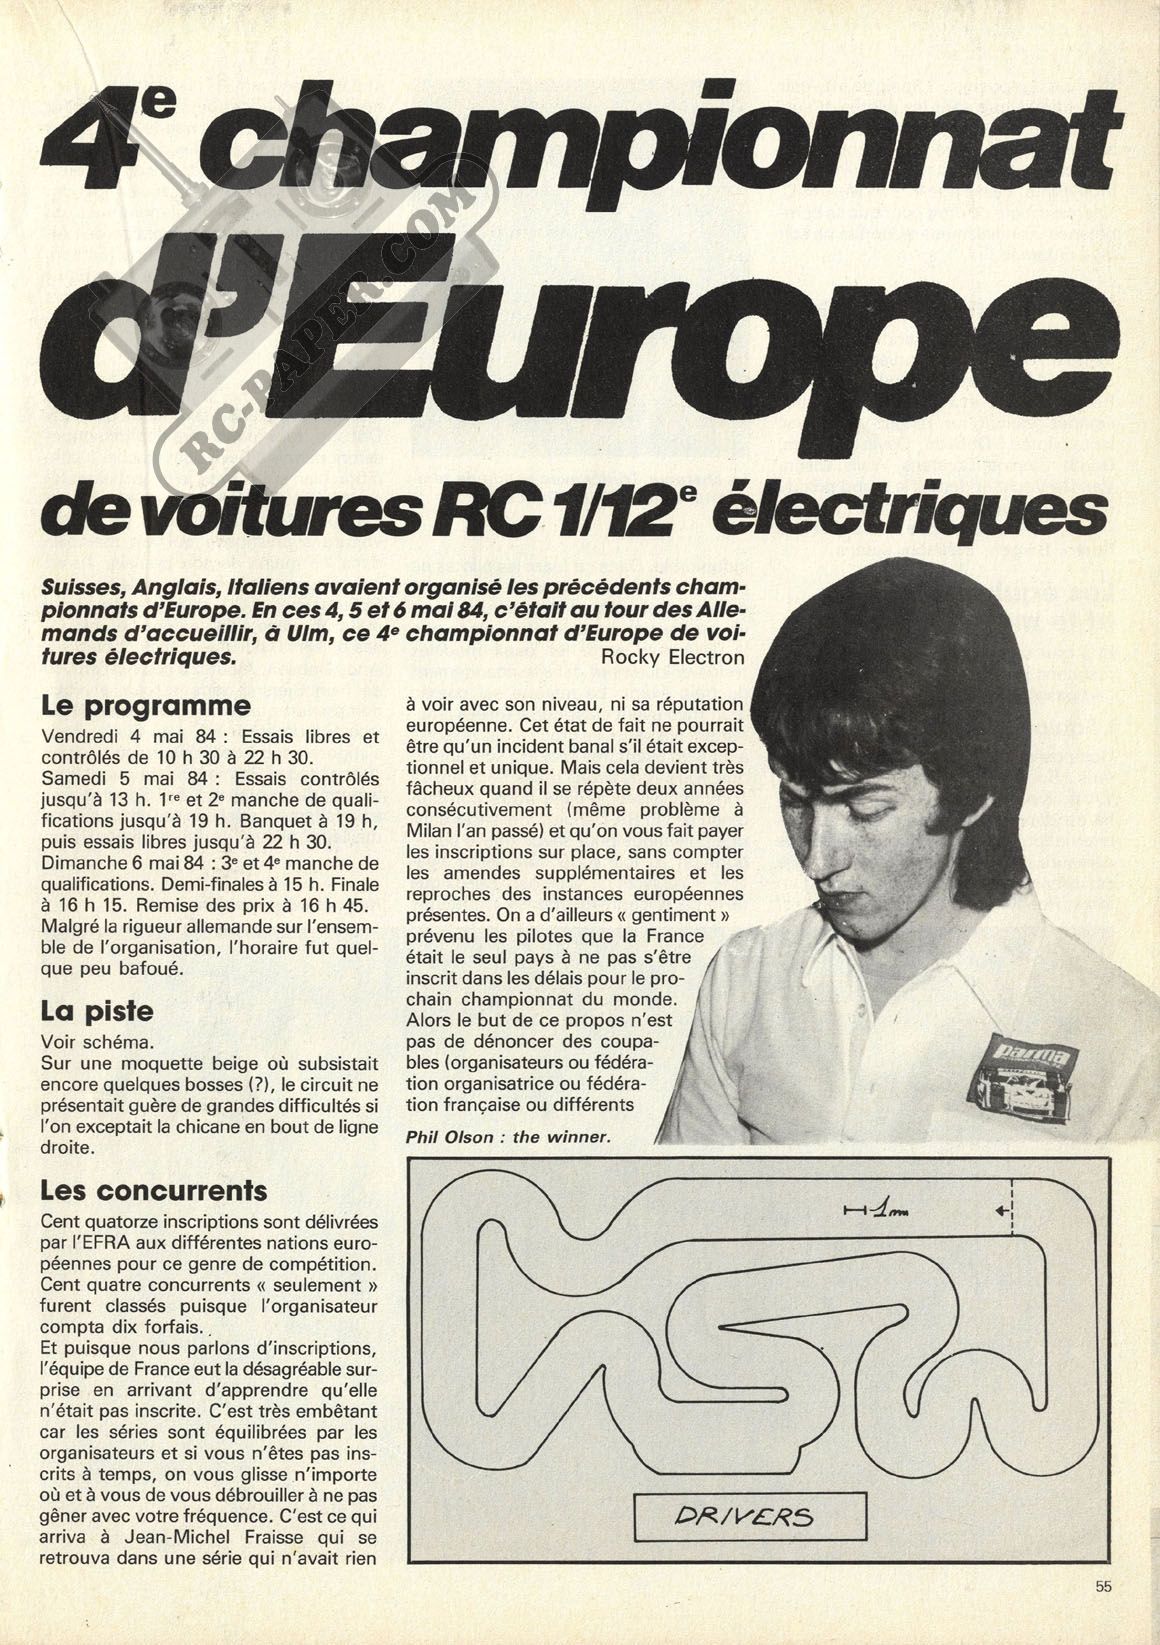 4e championnat
d'Europe
de voitures RC 1/12e électriques
RC-PAPER.COM
Suisses, Anglais, Italiens avaient organisé les précédents cham-
pionnats d'Europe. En ces 4, 5 et 6 mai 84, c'était au tour des Alle-
mands d'accueillir, à Ulm, ce 4e championnat d'Europe de voi-
tures électriques.
Rocky Electron
Le programme
Vendredi 4 mai 84 : Essais libres et
contrôlés de 10 h 30 à 22 h 30.
Samedi 5 mai 84 : Essais contrôlés
jusqu'à 13 h. 1re et 2e manche de quali-
fications jusqu'à 19 h. Banquet à 19 h,
puis essais libres jusqu'à 22 h 30.
Dimanche 6 mai 84 : 3e et 4e manche de
qualifications. Demi-finales à 15 h. Finale
à 16 h 15. Remise des prix à 16 h 45.
Malgré la rigueur allemande sur l'ensem-
ble de l'organisation, l'horaire fut quel-
que peu bafoué.
La piste
Voir schéma.
Sur une moquette beige où subsistait
encore quelques bosses (?), le circuit ne
présentait guère de grandes difficultés si
l'on exceptait la chicane en bout de ligne
droite.
Les concurrents
Cent quatorze inscriptions sont délivrées
par l'EFRA aux différentes nations euro-
péennes pour ce genre de compétition.
Cent quatre concurrents « seulement »
furent classés puisque l'organisateur
compta dix forfais.
Et puisque nous parlons d'inscriptions,
l'équipe de France eut la désagréable sur-
prise en arrivant d'apprendre qu'elle
n'était pas inscrite. C'est très embêtant
car les séries sont équilibrées par les
organisateurs et si vous n'êtes pas ins-
crits à temps, on vous glisse n'importe
où et à vous de vous débrouiller à ne pas
gêner avec votre fréquence. C'est ce qui
arriva à Jean-Michel Fraisse qui se
retrouva dans une série qui n'avait rien
à voir avec son niveau, ni sa réputation
européenne. Cet état de fait ne pourrait
être qu'un incident banal s'il était excep-
tionnel et unique. Mais cela devient très
fâcheux quand il se répète deux années
consécutivement (même problème à
Milan l'an passé) et qu'on vous fait payer
les inscriptions sur place, sans compter
les amendes supplémentaires et les
reproches des instances européennes
présentes. On a d'ailleurs « gentiment »
prévenu les pilotes que la France
était le seul pays à ne pas s'être
inscrit dans les délais pour le pro-
chain championnat du monde.
Alors le but de ce propos n'est
pas de dénoncer des coupa-
bles (organisateurs ou fédéra-
tion organisatrice ou fédéra-
tion française ou différents
parma
Phil Olson : the winner.
1m
DRIVERS
55